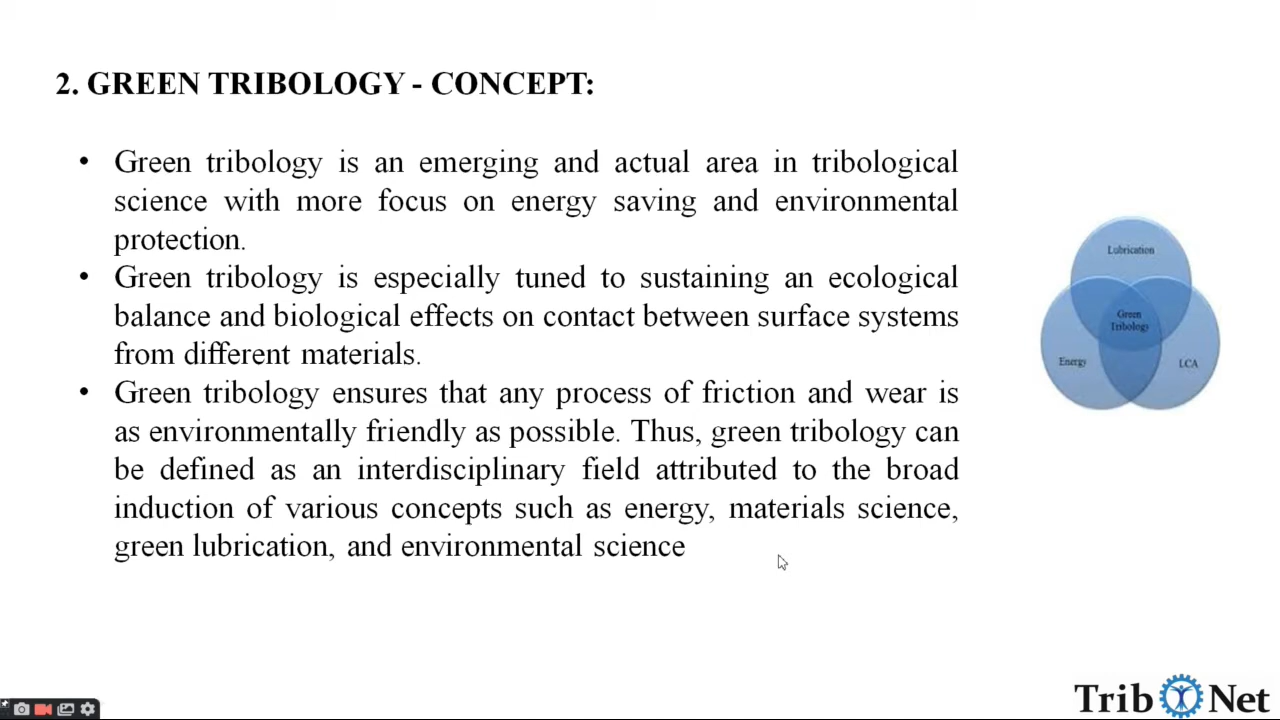 2. GREEN TRIBOLOGY - CONCEPT:
• Green tribology is an emerging and actual area in tribological
science with more focus on energy saving and environmental
protection.
• Green tribology is especially tuned to sustaining an ecological
balance and biological effects on contact between surface systems
from different materials.
• Green tribology ensures that any process of friction and wear is
as environmentally friendly as possible. Thus, green tribology can
be defined as an interdisciplinary field attributed to the broad
induction of various concepts such as energy, materials science,
green lubrication, and environmental science
Lubrication
Green
Tribology
Energy
LCA
Trib Net